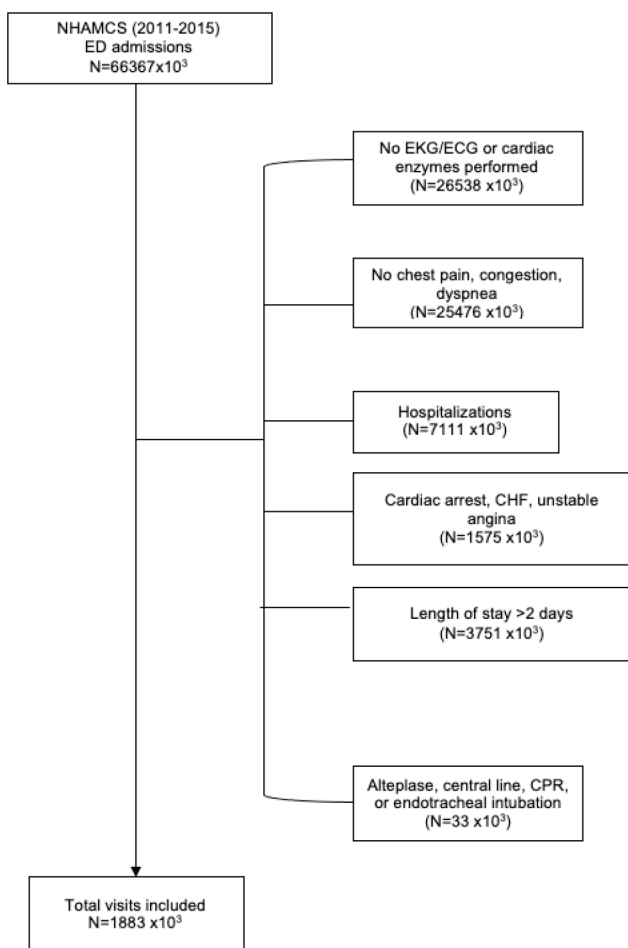 NHAMCS (2011-2015)
ED admissions
N=66367x10³
No EKG/ECG or cardiac
enzymes performed
(N=26538 x10³)
No chest pain, congestion,
dyspnea
(N=25476 x10³)
Hospitalizations
(N=7111 x10³)
Cardiac arrest, CHF, unstable
angina
(N=1575 x10³)
Length of stay >2 days
(N=3751 x10³)
Alteplase, central line, CPR,
or endotracheal intubation
(N=33 x10³)
Total visits included
N=1883 x10³